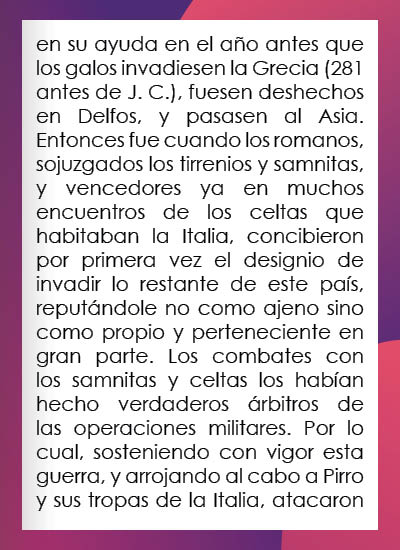 en su ayuda en el año antes que
los galos invadiesen la Grecia (281
antes de J. C.), fuesen deshechos
en Delfos, y pasasen al Asia.
Entonces fue cuando los romanos,
sojuzgados los tirrenios y samnitas,
y vencedores ya en muchos
encuentros de los celtas que
habitaban la Italia, concibieron
por primera vez el designio de
invadir lo restante de este país,
reputándole no como ajeno sino
como propio y perteneciente en
gran parte. Los combates con
los samnitas y celtas los habían
hecho verdaderos árbitros de
las operaciones militares. Por lo
cual, sosteniendo con vigor esta
guerra, y arrojando al cabo a Pirro
y sus tropas de la Italia, atacaron